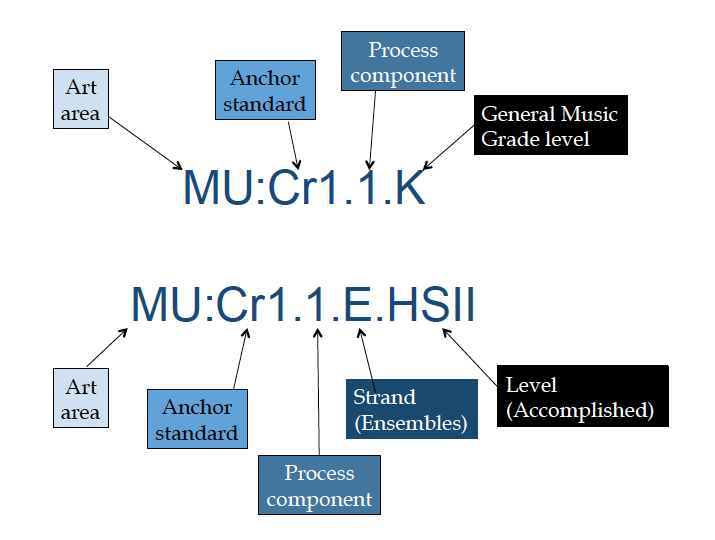 Art
area
Anchor
standard
Process
component
General Music
Grade level
MU:Cr1.1.K
MU:Cr1.1.E.HSII
Art
area
Anchor
standard
Process
component
Strand
(Ensembles)
Level
(Accomplished)